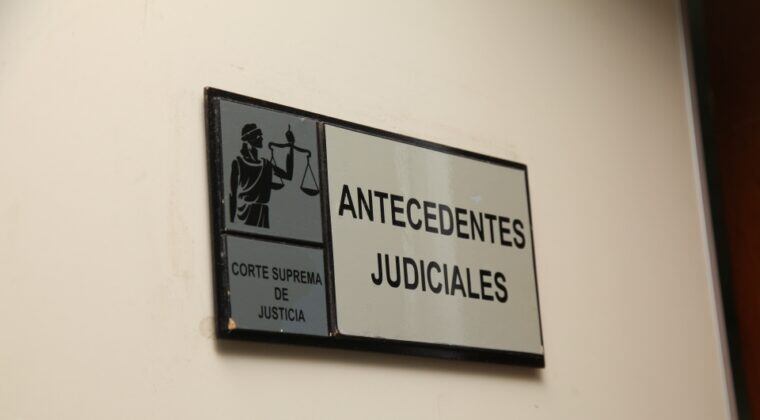 CORTE SUPREMA
DE
JUSTICIA
ANTECEDENTES
JUDICIALES